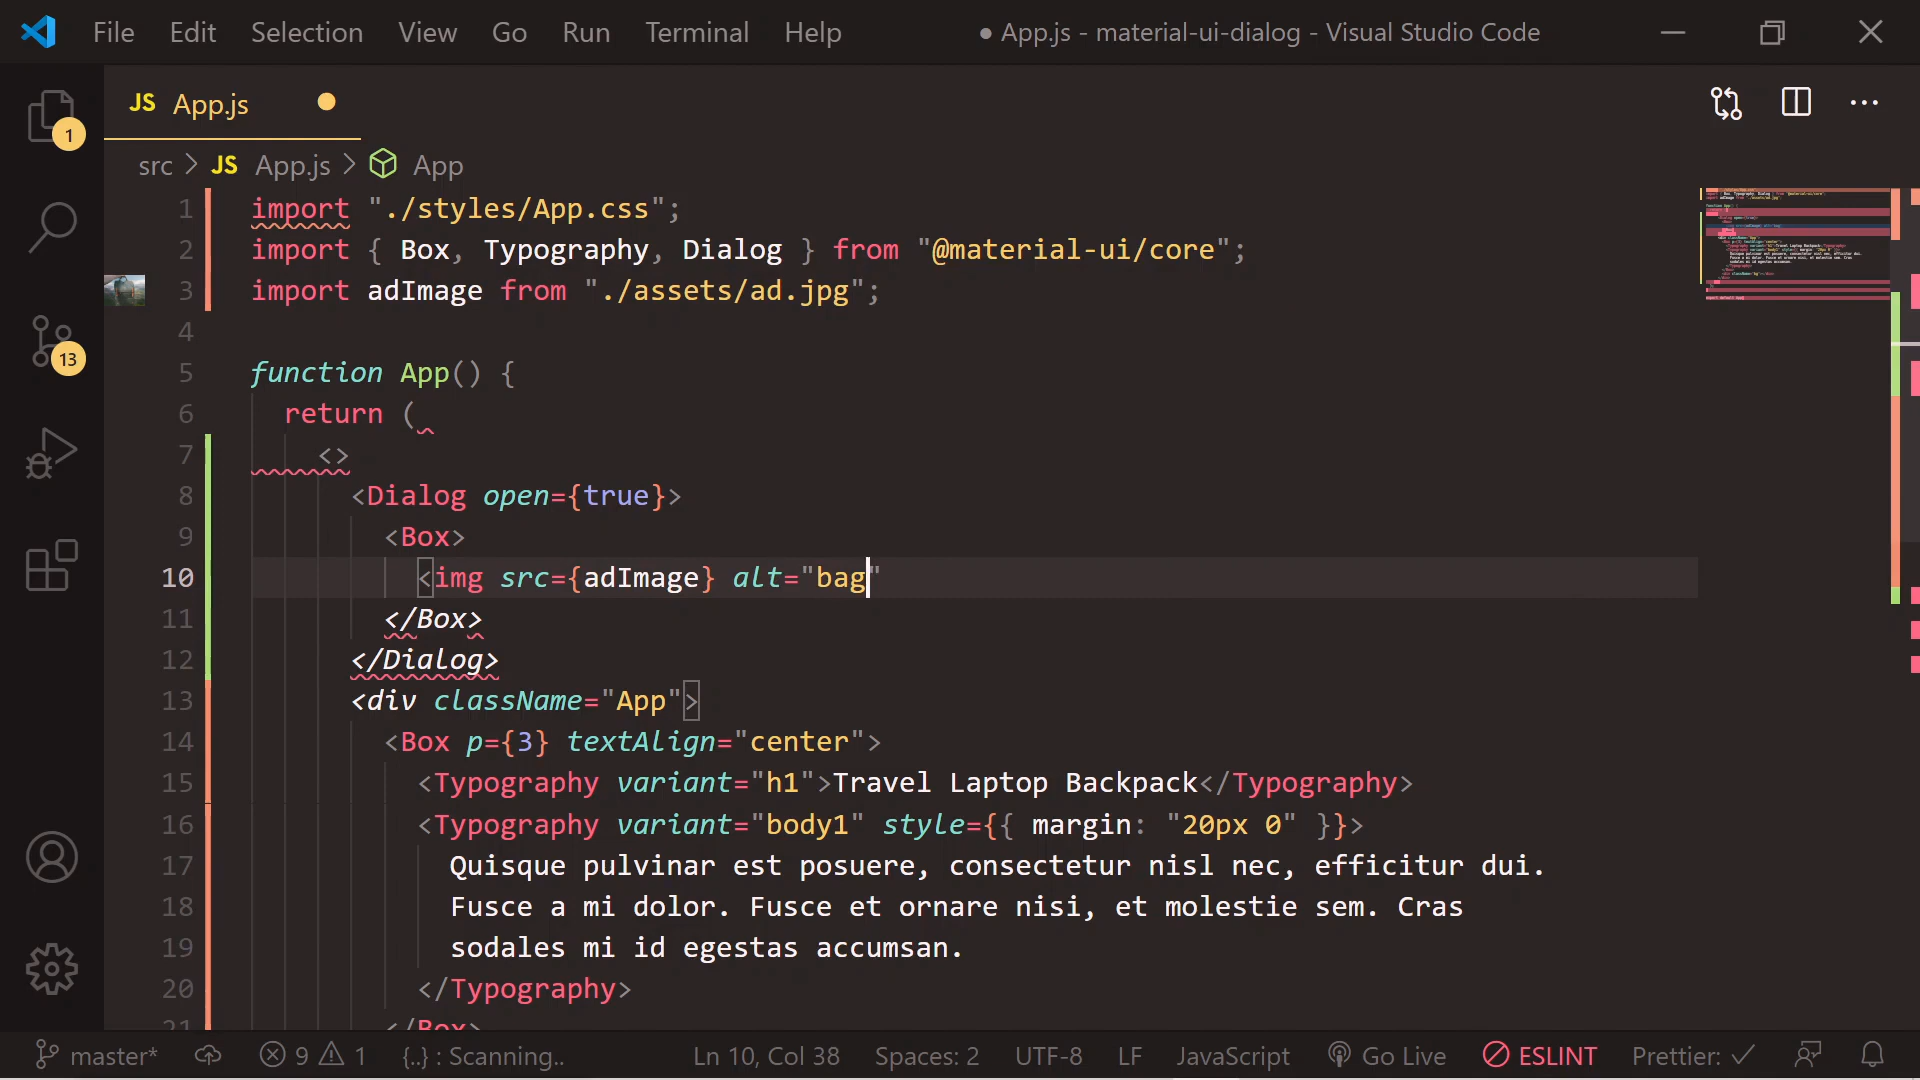 File Edit Selection View Go Run Terminal Help ● App.js - material-ui-dialog - Visual Studio Code
JS App.js
src > JS App.js > App
1 import "./styles/App.css";
2 import { Box, Typography, Dialog } from "@material-ui/core";
3 import adImage from "./assets/ad.jpg";
4
5 function App() {
6 return (
7 <>
8 <Dialog open={true}>
9 <Box>
10 <img src={adImage} alt="bag"
11 </Box>
12 </Dialog>
13 <div className="App">
14 <Box p={3} textAlign="center">
15 <Typography variant="h1">Travel Laptop Backpack</Typography>
16 <Typography variant="body1" style={{ margin: "20px 0" }}>
17 Quisque pulvinar est posuere, consectetur nisl nec, efficitur dui.
18 Fusce a mi dolor. Fusce et ornare nisi, et molestie sem. Cras
19 sodales mi id egestas accumsan.
20 </Typography>
21 </Box>
1
13
master* 9 1 {..} : Scanning.. Ln 10, Col 38 Spaces: 2 UTF-8 LF JavaScript Go Live ESLINT Prettier: ✓